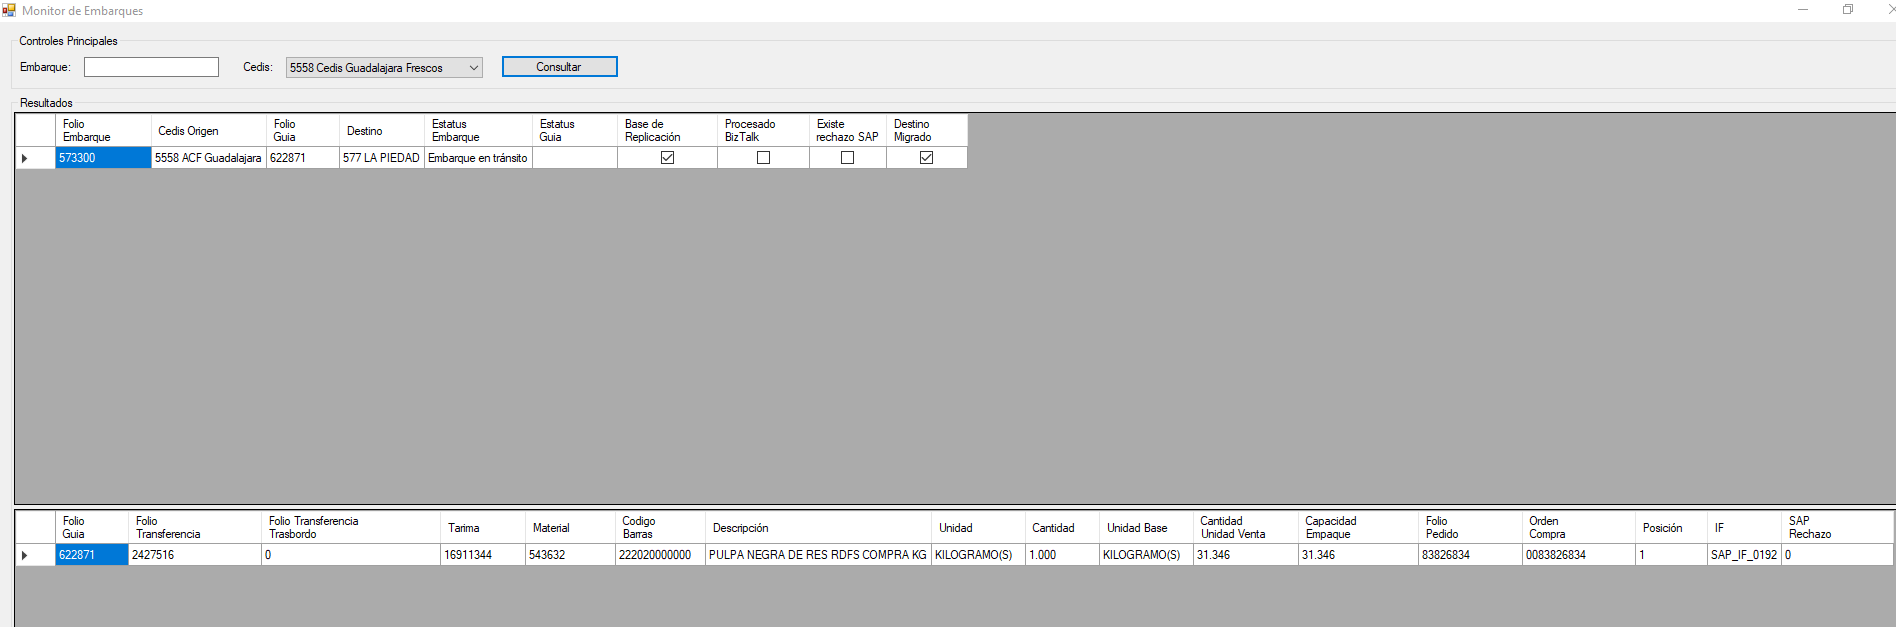 Monitor de Embarques
Controles Principales
Embarque: Cedis: 5558 Cedis Guadalajara Frescos Consultar
Resultados
Folio Embarque Cedis Origen Folio Guia Destino Estatus Embarque Estatus Guia Base de Replicación Procesado BizTalk Existe rechazo SAP Destino Migrado
573300 5558 ACF Guadalajara 622871 577 LA PIEDAD Embarque en tránsito
Folio Guia Folio Transferencia Folio Transferencia Trasbordo Tarima Material Codigo Barras Descripción Unidad Cantidad Unidad Base Cantidad Unidad Venta Capacidad Empaque Folio Pedido Orden Compra Posición IF SAP Rechazo
622871 2427516 0 16911344 543632 222020000000 PULPA NEGRA DE RES RDFS COMPRA KG KILOGRAMO(S) 1.000 KILOGRAMO(S) 31.346 31.346 83826834 0083826834 1 SAP_IF_0192 0